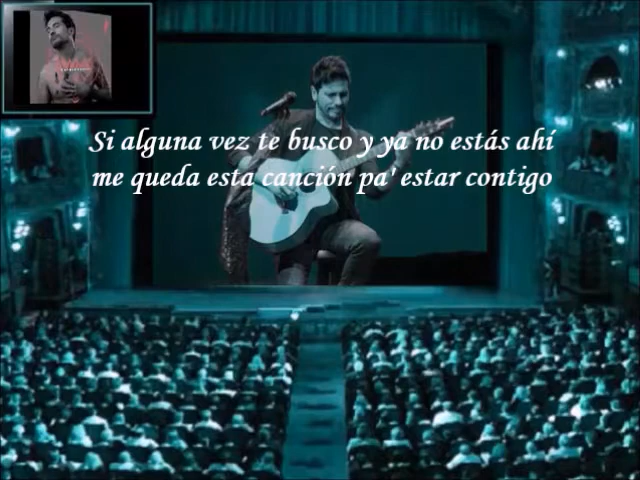 Si alguna vez te busco y ya no estás ahí
me queda esta canción pa' estar contigo